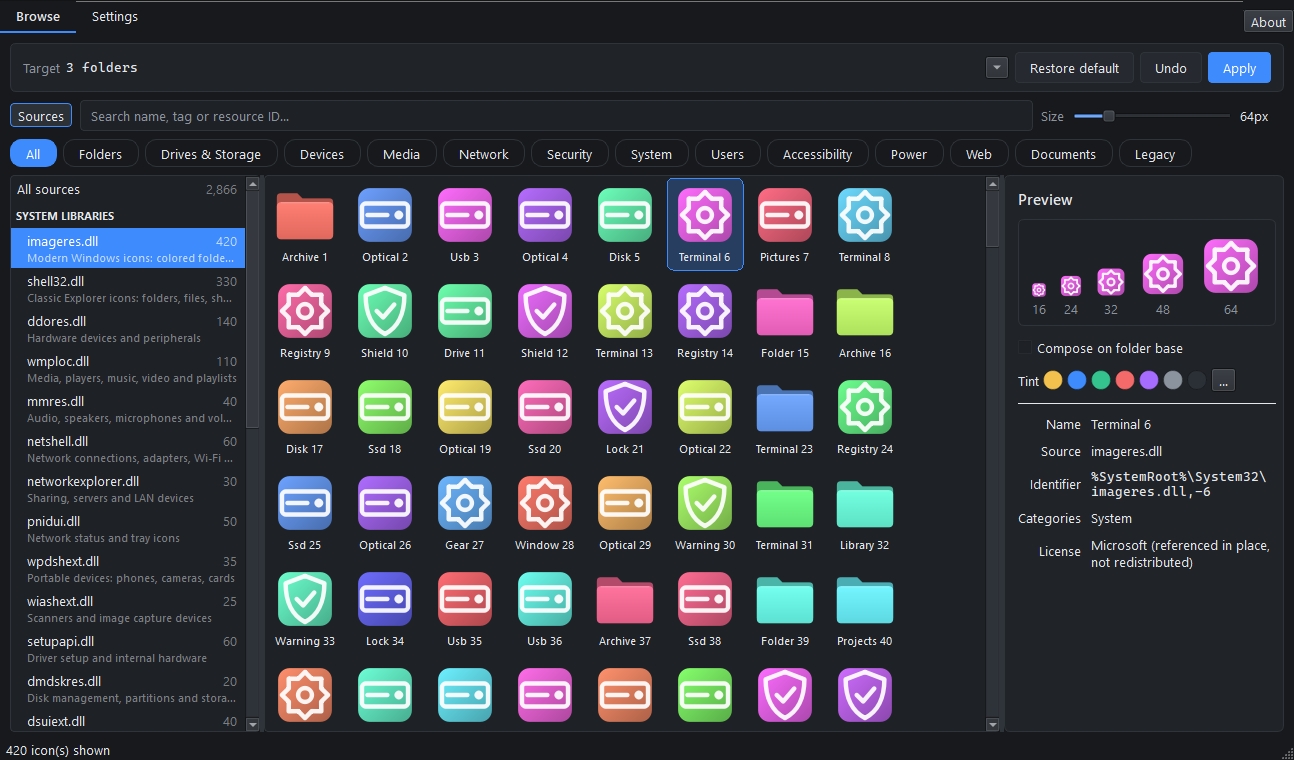 Browse
Settings
About
Target 3 folders
Restore default
Undo
Apply
Sources
Search name, tag or resource ID...
Size
64px
All
Folders
Drives & Storage
Devices
Media
Network
Security
System
Users
Accessibility
Power
Web
Documents
Legacy
All sources 2,866
SYSTEM LIBRARIES
imageres.dll 420
Modern Windows icons: colored folde...
shell32.dll 330
Classic Explorer icons: folders, files, sh...
ddores.dll 140
Hardware devices and peripherals
wmploc.dll 110
Media, players, music, video and playlists
mmres.dll 40
Audio, speakers, microphones and vol...
netshell.dll 60
Network connections, adapters, Wi-Fi ...
networkexplorer.dll 30
Sharing, servers and LAN devices
pnidui.dll 50
Network status and tray icons
wpdshext.dll 35
Portable devices: phones, cameras, cards
wiashext.dll 25
Scanners and image capture devices
setupapi.dll 60
Driver setup and internal hardware
dmdskres.dll 20
Disk management, partitions and stora...
dsuiext.dll 40
Archive 1
Optical 2
Usb 3
Optical 4
Disk 5
Terminal 6
Pictures 7
Terminal 8
Registry 9
Shield 10
Drive 11
Shield 12
Terminal 13
Registry 14
Folder 15
Archive 16
Disk 17
Ssd 18
Optical 19
Ssd 20
Lock 21
Optical 22
Terminal 23
Registry 24
Ssd 25
Optical 26
Gear 27
Window 28
Optical 29
Warning 30
Terminal 31
Library 32
Warning 33
Lock 34
Usb 35
Usb 36
Archive 37
Ssd 38
Folder 39
Projects 40
Preview
16
24
32
48
64
Compose on folder base
Tint
...
Name Terminal 6
Source imageres.dll
Identifier %SystemRoot%\System32\
imageres.dll,-6
Categories System
License Microsoft (referenced in place,
not redistributed)
420 icon(s) shown